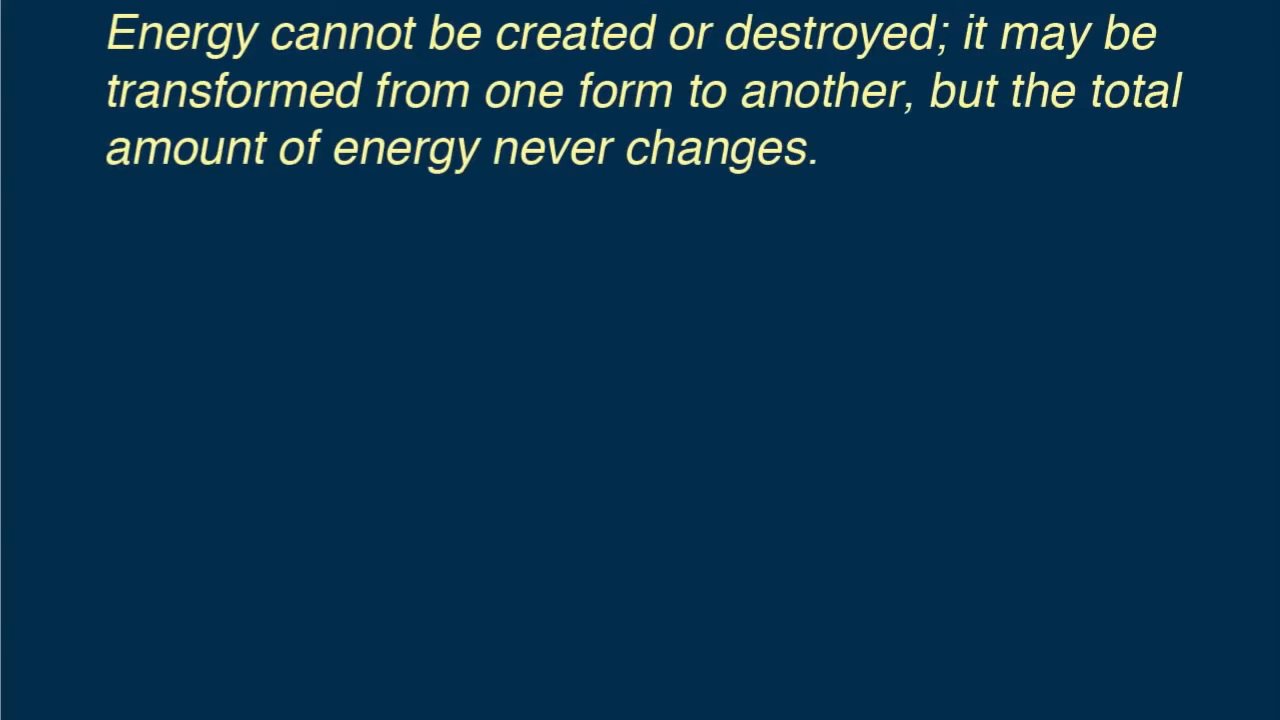 Energy cannot be created or destroyed; it may be
transformed from one form to another, but the total
amount of energy never changes.